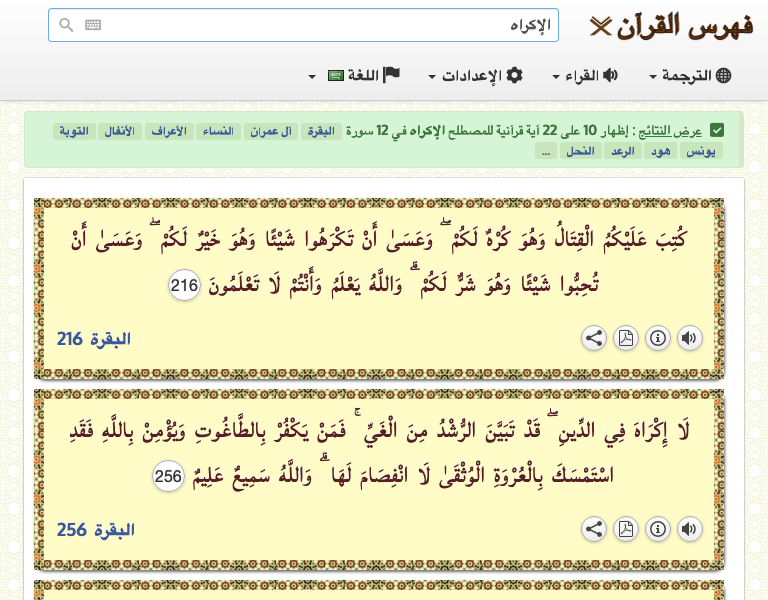 فهرس القرآن
الإكراه
الترجمة
القراء
الإعدادات
اللغة
عرض النتائج : إظهار 10 على 22 آية قرآنية للمصطلح الإكراه في 12 سورة البقرة آل عمران النساء الأعراف الأنفال التوبة
يونس هود الرعد النحل ...
كُتِبَ عَلَيْكُمُ الْقِتَالُ وَهُوَ كُرْهٌ لَكُمْ ۖ وَعَسَىٰ أَنْ تَكْرَهُوا شَيْئًا وَهُوَ خَيْرٌ لَكُمْ ۖ وَعَسَىٰ أَنْ
تُحِبُّوا شَيْئًا وَهُوَ شَرٌّ لَكُمْ ۗ وَاللَّهُ يَعْلَمُ وَأَنْتُمْ لَا تَعْلَمُونَ 216
البقرة 216
لَا إِكْرَاهَ فِي الدِّينِ ۖ قَدْ تَبَيَّنَ الرُّشْدُ مِنَ الْغَيِّ ۚ فَمَنْ يَكْفُرْ بِالطَّاغُوتِ وَيُؤْمِنْ بِاللَّهِ فَقَدِ
اسْتَمْسَكَ بِالْعُرْوَةِ الْوُثْقَىٰ لَا انْفِصَامَ لَهَا ۗ وَاللَّهُ سَمِيعٌ عَلِيمٌ 256
البقرة 256